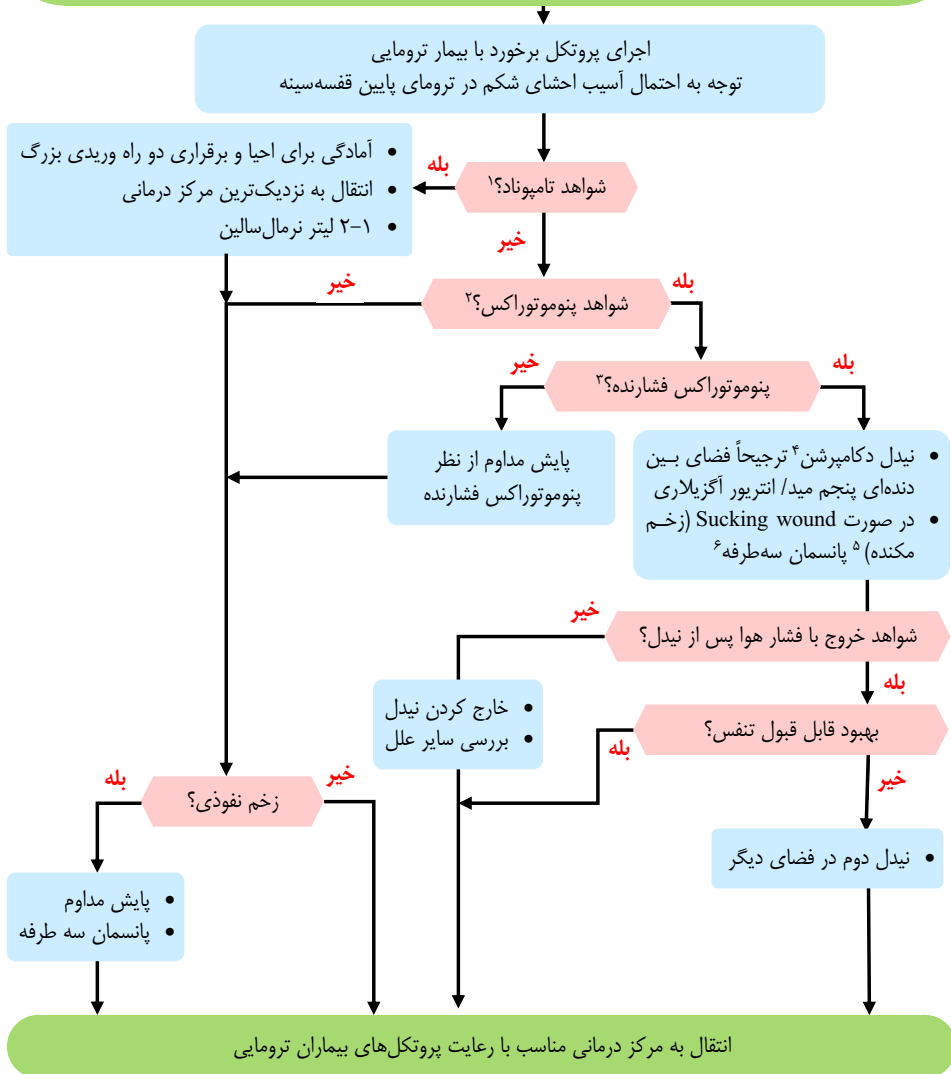 اجرای پروتکل برخورد با بیمار ترومایی
توجه به احتمال آسیب احشای شکم در ترومای پایین قفسه‌سینه
• آمادگی برای احیا و برقراری دو راه وریدی بزرگ
• انتقال به نزدیک‌ترین مرکز درمانی
• ۱-۲ لیتر نرمال‌سالین
بله
شواهد تامپوناد؟۱
خیر
شواهد پنوموتوراکس؟۲
بله
خیر
پنوموتوراکس فشارنده؟۳
بله
خیر
• نیدل دکامپرشن۴ ترجیحاً فضای بـین
دنده‌ای پنجم مید/ انتریور آگزیلاری
• در صورت Sucking wound (زخـم
مکنده)۵ پانسمان سه‌طرفه۶
پایش مداوم از نظر
پنوموتوراکس فشارنده
شواهد خروج با فشار هوا پس از نیدل؟
خیر
بله
• خارج کردن نیدل
• بررسی سایر علل
بهبود قابل قبول تنفس؟
بله
خیر
• نیدل دوم در فضای دیگر
زخم نفوذی؟
خیر
بله
• پایش مداوم
• پانسمان سه طرفه
انتقال به مرکز درمانی مناسب با رعایت پروتکل‌های بیماران ترومایی